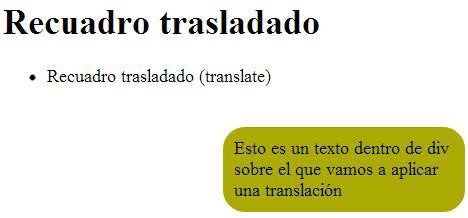 Recuadro trasladado
Recuadro trasladado (translate)
Esto es un texto dentro de div
sobre el que vamos a aplicar
una translación